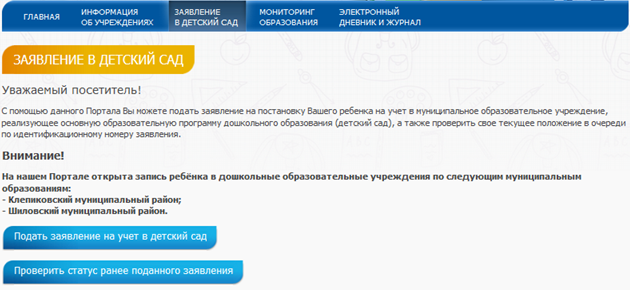 ГЛАВНАЯ
ИНФОРМАЦИЯ
ОБ УЧРЕЖДЕНИЯХ
ЗАЯВЛЕНИЕ
В ДЕТСКИЙ САД
МОНИТОРИНГ
ОБРАЗОВАНИЯ
ЭЛЕКТРОННЫЙ
ДНЕВНИК И ЖУРНАЛ
ЗАЯВЛЕНИЕ В ДЕТСКИЙ САД
Уважаемый посетитель!
С помощью данного Портала Вы можете подать заявление на постановку Вашего ребенка на учет в муниципальное образовательное учреждение,
реализующее основную образовательную программу дошкольного образования (детский сад), а также проверить свое текущее положение в очереди
по идентификационному номеру заявления.
Внимание!
На нашем Портале открыта запись ребёнка в дошкольные образовательные учреждения по следующим муниципальным
образованиям:
- Клепиковский муниципальный район;
- Шиловский муниципальный район.
Подать заявление на учет в детский сад
Проверить статус ранее поданного заявления